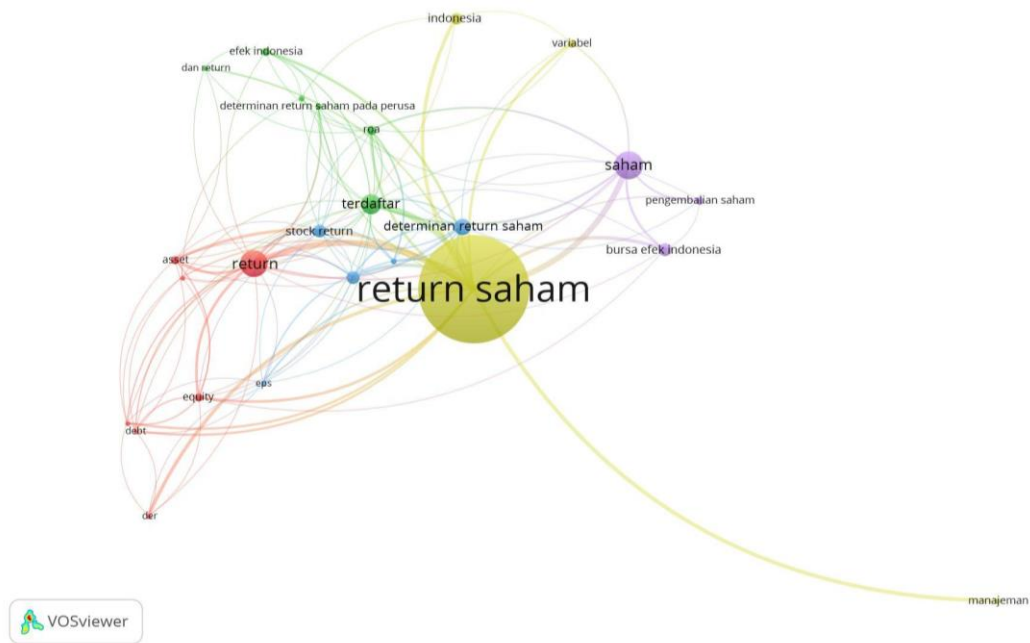 indonesia
variabel
efek indonesia
dan return
determinan return saham pada perusa
roa
saham
pengembalian saham
terdaftar
determinan return saham
stock return
bursa efek indonesia
asset
return
return saham
eps
equity
debt
der
manajeman
VOSviewer